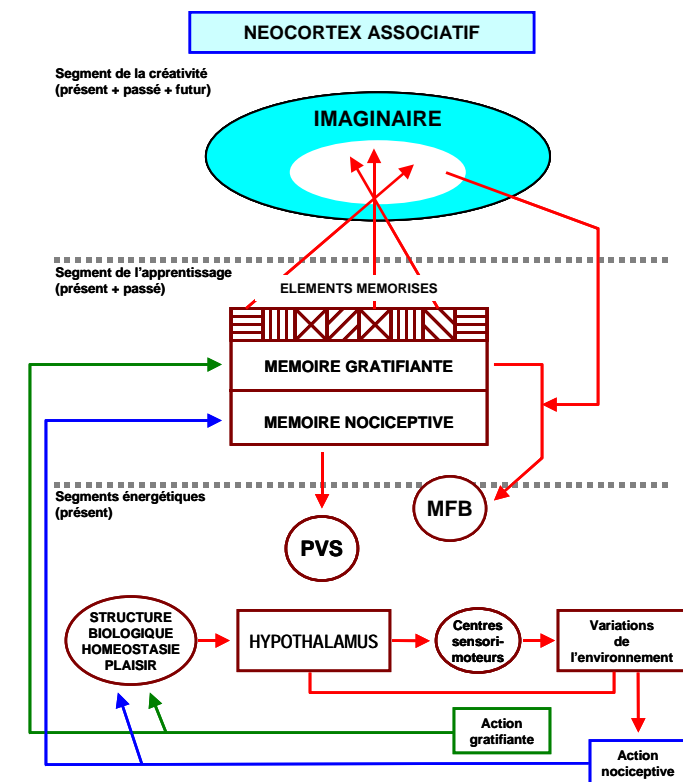 NEOCORTEX ASSOCIATIF
Segment de la créativité
(présent + passé + futur)
IMAGINAIRE
Segment de l'apprentissage
(présent + passé)
ELEMENTS MEMORISES
MEMOIRE GRATIFIANTE
MEMOIRE NOCICEPTIVE
Segments énergétiques
(présent)
MFB
PVS
STRUCTURE
BIOLOGIQUE
HOMEOSTASIE
PLAISIR
HYPOTHALAMUS
Centres
sensori-
moteurs
Variations
de
l'environnement
Action
gratifiante
Action
nociceptive